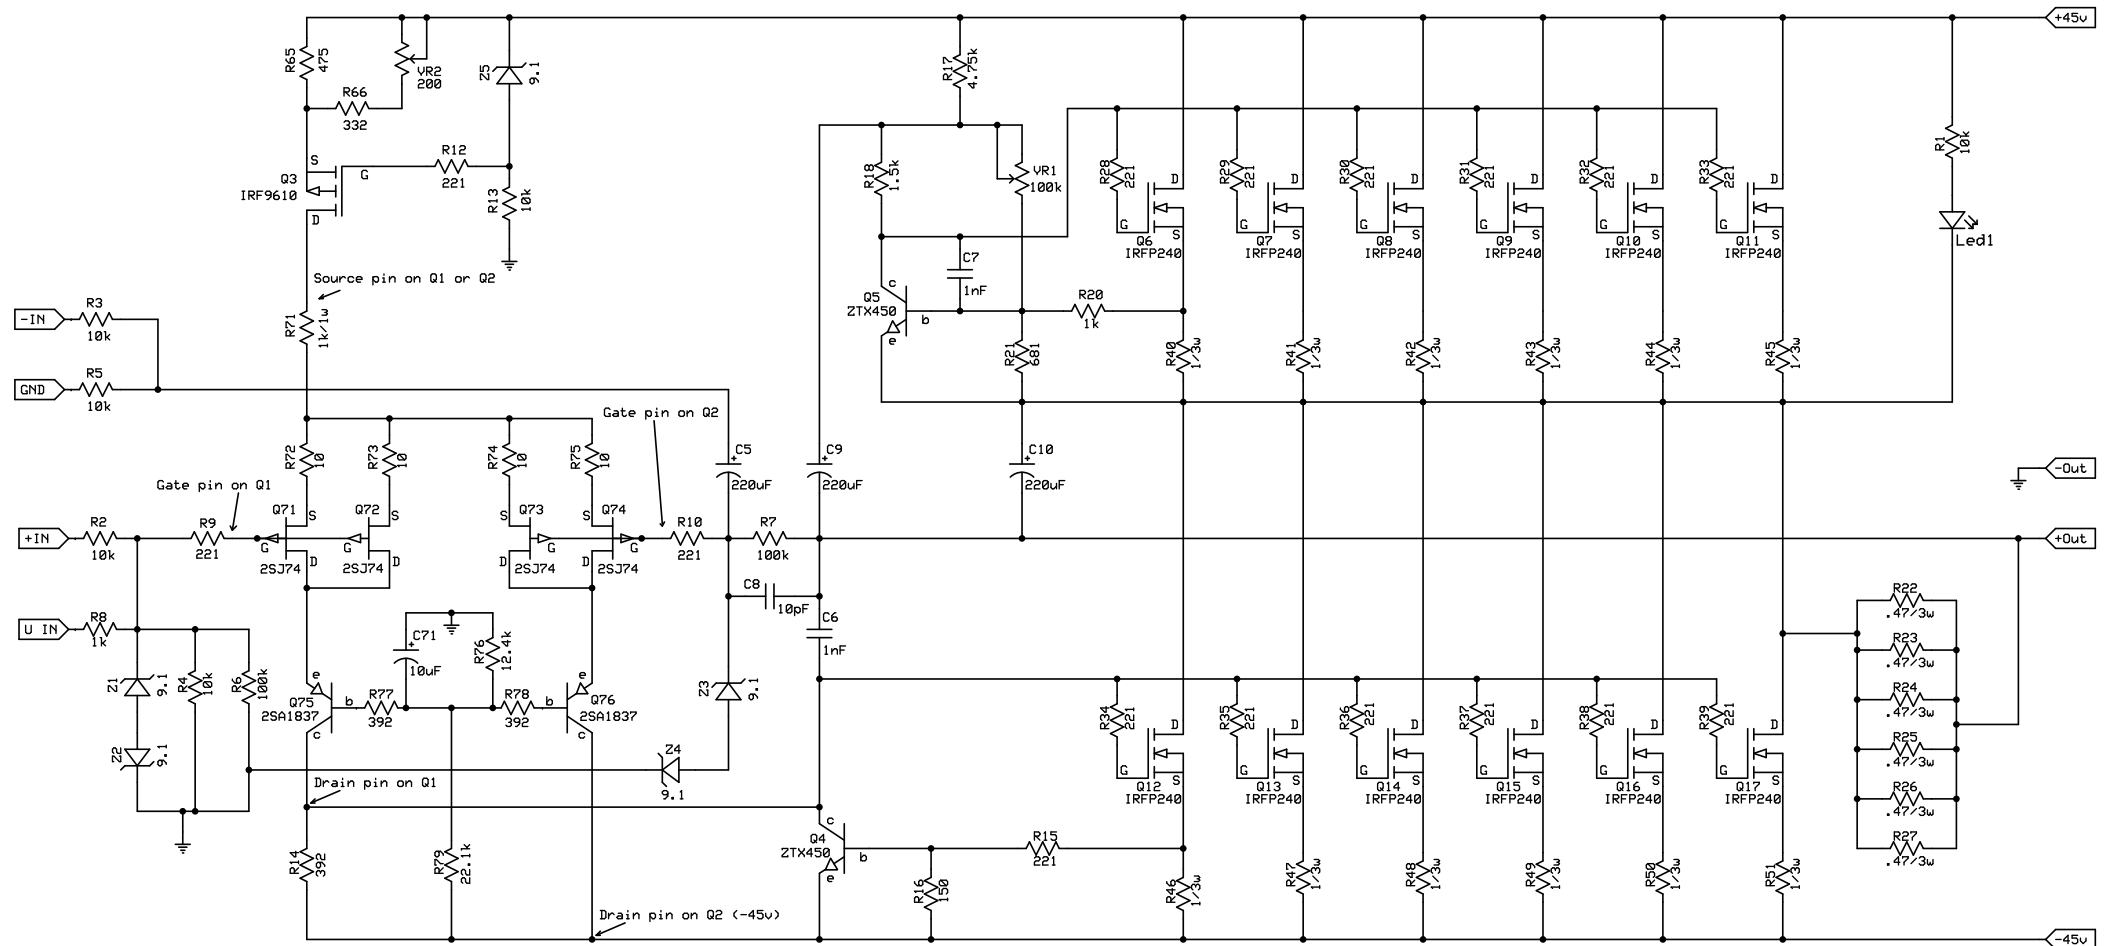 +45v
R65
475
VR2
200
Z5
9.1
R17
4.75k
R66
332
R12
221
R13
10k
Q3
IRF9610
S
G
D
R18
1.5k
VR1
100k
R28
221
R29
221
R30
221
R31
221
R32
221
R33
221
R1
10k
Led1
D
G
S
Q6
IRFP240
D
G
S
Q7
IRFP240
D
G
S
Q8
IRFP240
D
G
S
Q9
IRFP240
D
G
S
Q10
IRFP240
D
G
S
Q11
IRFP240
C7
1nF
Source pin on Q1 or Q2
Q5
ZTX450
c
b
e
R20
1k
R21
681
R40
1/3w
R41
1/3w
R42
1/3w
R43
1/3w
R44
1/3w
R45
1/3w
-IN
R3
10k
R71
1k/1w
GND
R5
10k
Gate pin on Q2
R72
10
R73
10
R74
10
R75
10
C5
+
220uF
C9
+
220uF
C10
+
220uF
-Out
Gate pin on Q1
+IN
R2
10k
R9
221
Q71
S
G
D
2SJ74
Q72
S
G
D
2SJ74
Q73
S
G
D
2SJ74
Q74
S
G
D
2SJ74
R10
221
R7
100k
+Out
C8
10pF
C6
1nF
U IN
R8
1k
C71
+
10uF
R76
12.4k
R22
.47/3w
R23
.47/3w
R24
.47/3w
R25
.47/3w
R26
.47/3w
R27
.47/3w
Z1
9.1
R4
10k
R6
100k
Q75
2SA1837
e
b
c
R77
392
R78
392
Q76
2SA1837
e
b
c
Z3
9.1
Z2
9.1
Z4
9.1
R34
221
R35
221
R36
221
R37
221
R38
221
R39
221
D
G
S
Q12
IRFP240
D
G
S
Q13
IRFP240
D
G
S
Q14
IRFP240
D
G
S
Q15
IRFP240
D
G
S
Q16
IRFP240
D
G
S
Q17
IRFP240
Drain pin on Q1
R14
392
R79
22.1k
Q4
ZTX450
c
b
e
R15
221
R16
150
R46
1/3w
R47
1/3w
R48
1/3w
R49
1/3w
R50
1/3w
R51
1/3w
Drain pin on Q2 (-45v)
-45v